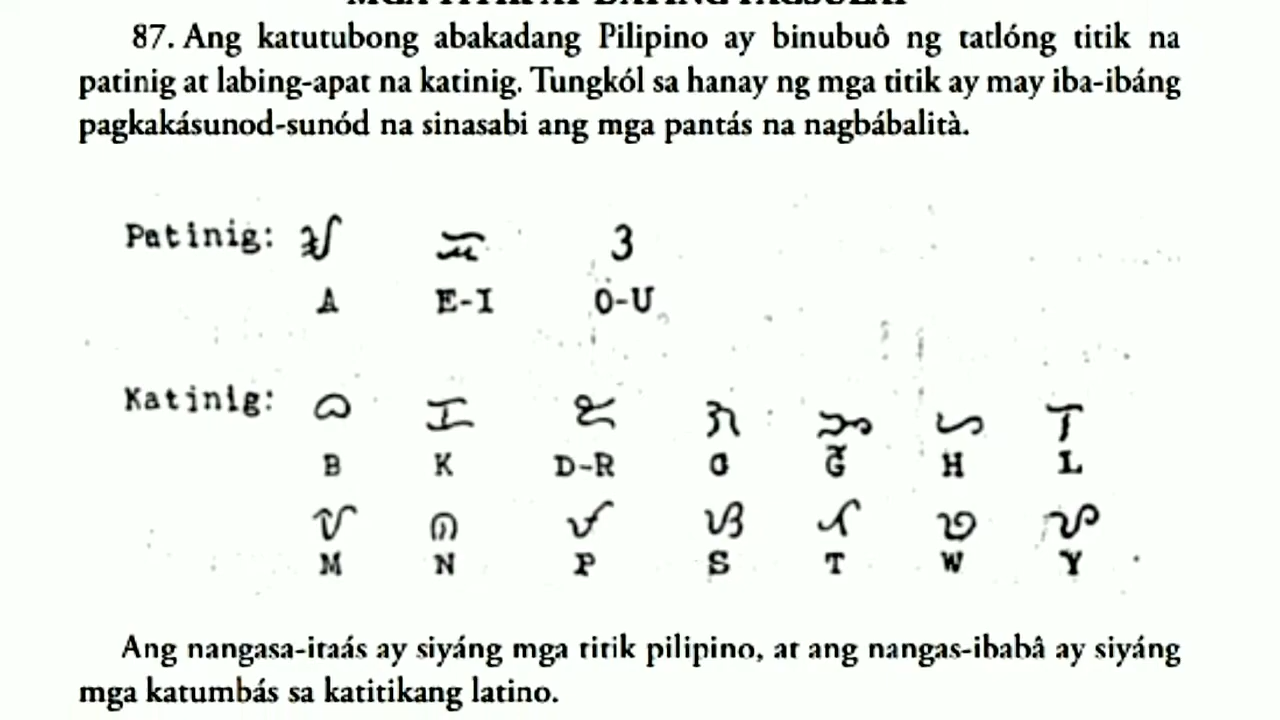 87. Ang katutubong abakadang Pilipino ay binubuô ng tatlóng titik na
patinig at labing-apat na katinig. Tungkól sa hanay ng mga titik ay may iba-ibáng
pagkakásunod-sunód na sinasabi ang mga pantás na nagbábalità.
Patinig: ᜀ ᜁ ᜂ
A E-I O-U
Katinig: ᜊ ᜃ ᜇ ᜄ ᜅ ᜑ ᜎ
B K D-R G G̃ H L
ᜋ ᜈ ᜉ ᜐ ᜆ ᜏ ᜌ
M N P S T W Y
Ang nangasa-itaás ay siyáng mga titik pilipino, at ang nangas-ibabâ ay siyáng
mga katumbás sa katitikang latino.